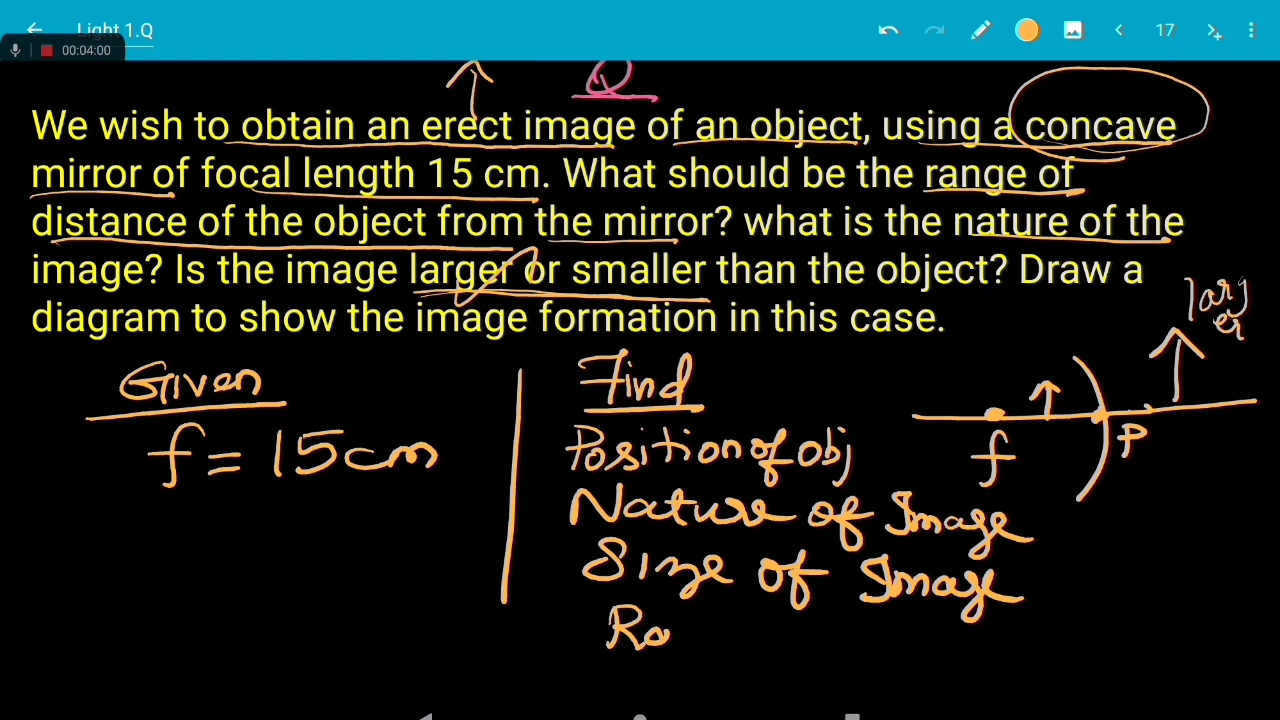 Light 1.Q
17
00:04:00
Q
We wish to obtain an erect image of an object, using a concave
mirror of focal length 15 cm. What should be the range of
distance of the object from the mirror? what is the nature of the
image? Is the image larger or smaller than the object? Draw a
diagram to show the image formation in this case.
larg
er
Given
f = 15cm
Find
Position of obj
Nature of Image
Size of Image
Ra
f
P